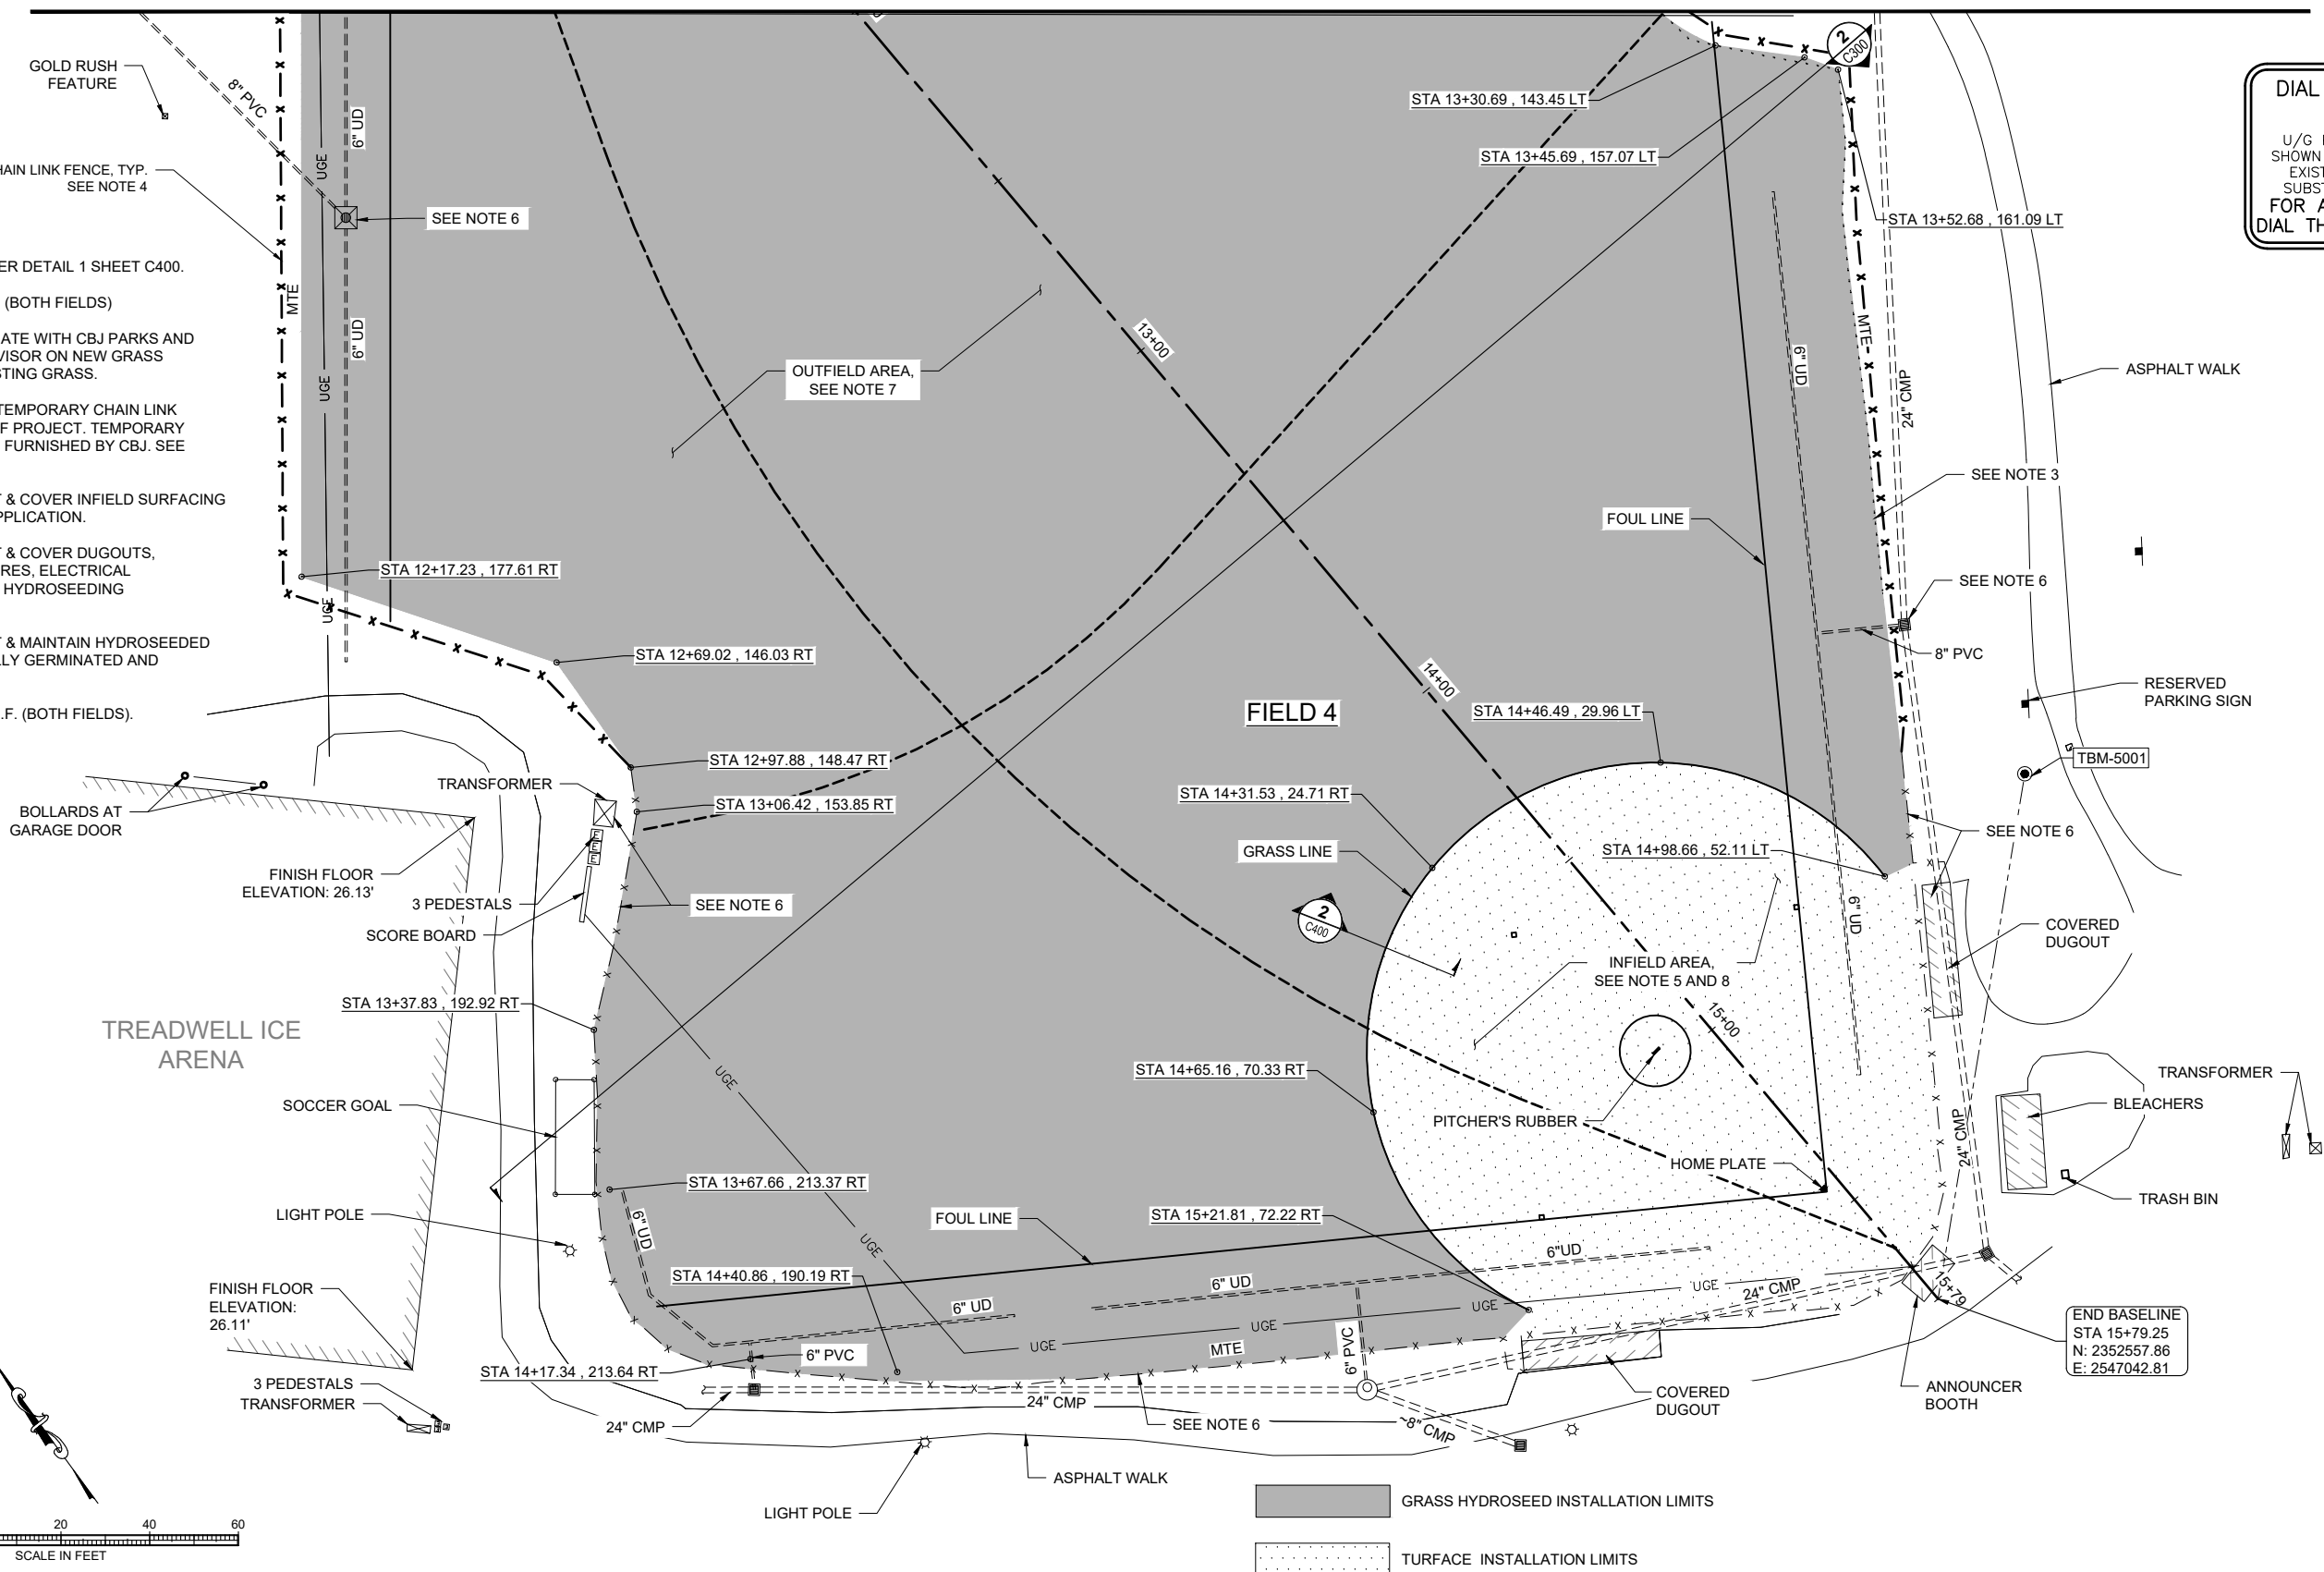 GOLD RUSH
FEATURE
8" PVC
6" UD
UGE
CHAIN LINK FENCE, TYP.
SEE NOTE 4
SEE NOTE 6
MTE
6" UD
UGE
DETAIL 1 SHEET C400.
(BOTH FIELDS)
WITH CBJ PARKS AND
ON NEW GRASS
GRASS.
TEMPORARY CHAIN LINK
PROJECT. TEMPORARY
FURNISHED BY CBJ. SEE
& COVER INFIELD SURFACING
& COVER DUGOUTS,
ELECTRICAL
HYDROSEEDING
& MAINTAIN HYDROSEEDED
GERMINATED AND
(BOTH FIELDS).
UGE
STA 12+17.23 , 177.61 RT
STA 12+69.02 , 146.03 RT
STA 12+97.88 , 148.47 RT
STA 13+06.42 , 153.85 RT
OUTFIELD AREA,
SEE NOTE 7
13+00
14+00
15+00
15+79
STA 13+30.69 , 143.45 LT
STA 13+45.69 , 157.07 LT
STA 13+52.68 , 161.09 LT
2
C300
DIAL
U/G
SHOWN
FOR
DIAL
MTE
24" CMP
6" UD
ASPHALT WALK
SEE NOTE 3
FOUL LINE
SEE NOTE 6
8" PVC
RESERVED
PARKING SIGN
TBM-5001
FIELD 4
STA 14+46.49 , 29.96 LT
STA 14+31.53 , 24.71 RT
GRASS LINE
STA 14+98.66 , 52.11 LT
SEE NOTE 6
COVERED
DUGOUT
6" UD
2
C400
INFIELD AREA,
SEE NOTE 5 AND 8
BOLLARDS AT
GARAGE DOOR
TRANSFORMER
E
E
E
FINISH FLOOR
ELEVATION: 26.13'
3 PEDESTALS
SEE NOTE 6
SCORE BOARD
STA 13+37.83 , 192.92 RT
TREADWELL ICE
ARENA
UGE
SOCCER GOAL
STA 14+65.16 , 70.33 RT
PITCHER'S RUBBER
HOME PLATE
24" CMP
TRANSFORMER
BLEACHERS
TRASH BIN
STA 13+67.66 , 213.37 RT
LIGHT POLE
6" UD
UGE
FOUL LINE
STA 15+21.81 , 72.22 RT
6"UD
STA 14+40.86 , 190.19 RT
6" UD
6" UD
UGE
24" CMP
UGE
UGE
UGE
FINISH FLOOR
ELEVATION:
26.11'
6" PVC
MTE
6" PVC
STA 14+17.34 , 213.64 RT
3 PEDESTALS
TRANSFORMER
24" CMP
24" CMP
SEE NOTE 6
~8" CMP
COVERED
DUGOUT
ANNOUNCER
BOOTH
END BASELINE
STA 15+79.25
N: 2352557.86
E: 2547042.81
ASPHALT WALK
LIGHT POLE
GRASS HYDROSEED INSTALLATION LIMITS
TURFACE INSTALLATION LIMITS
20 40 60
SCALE IN FEET